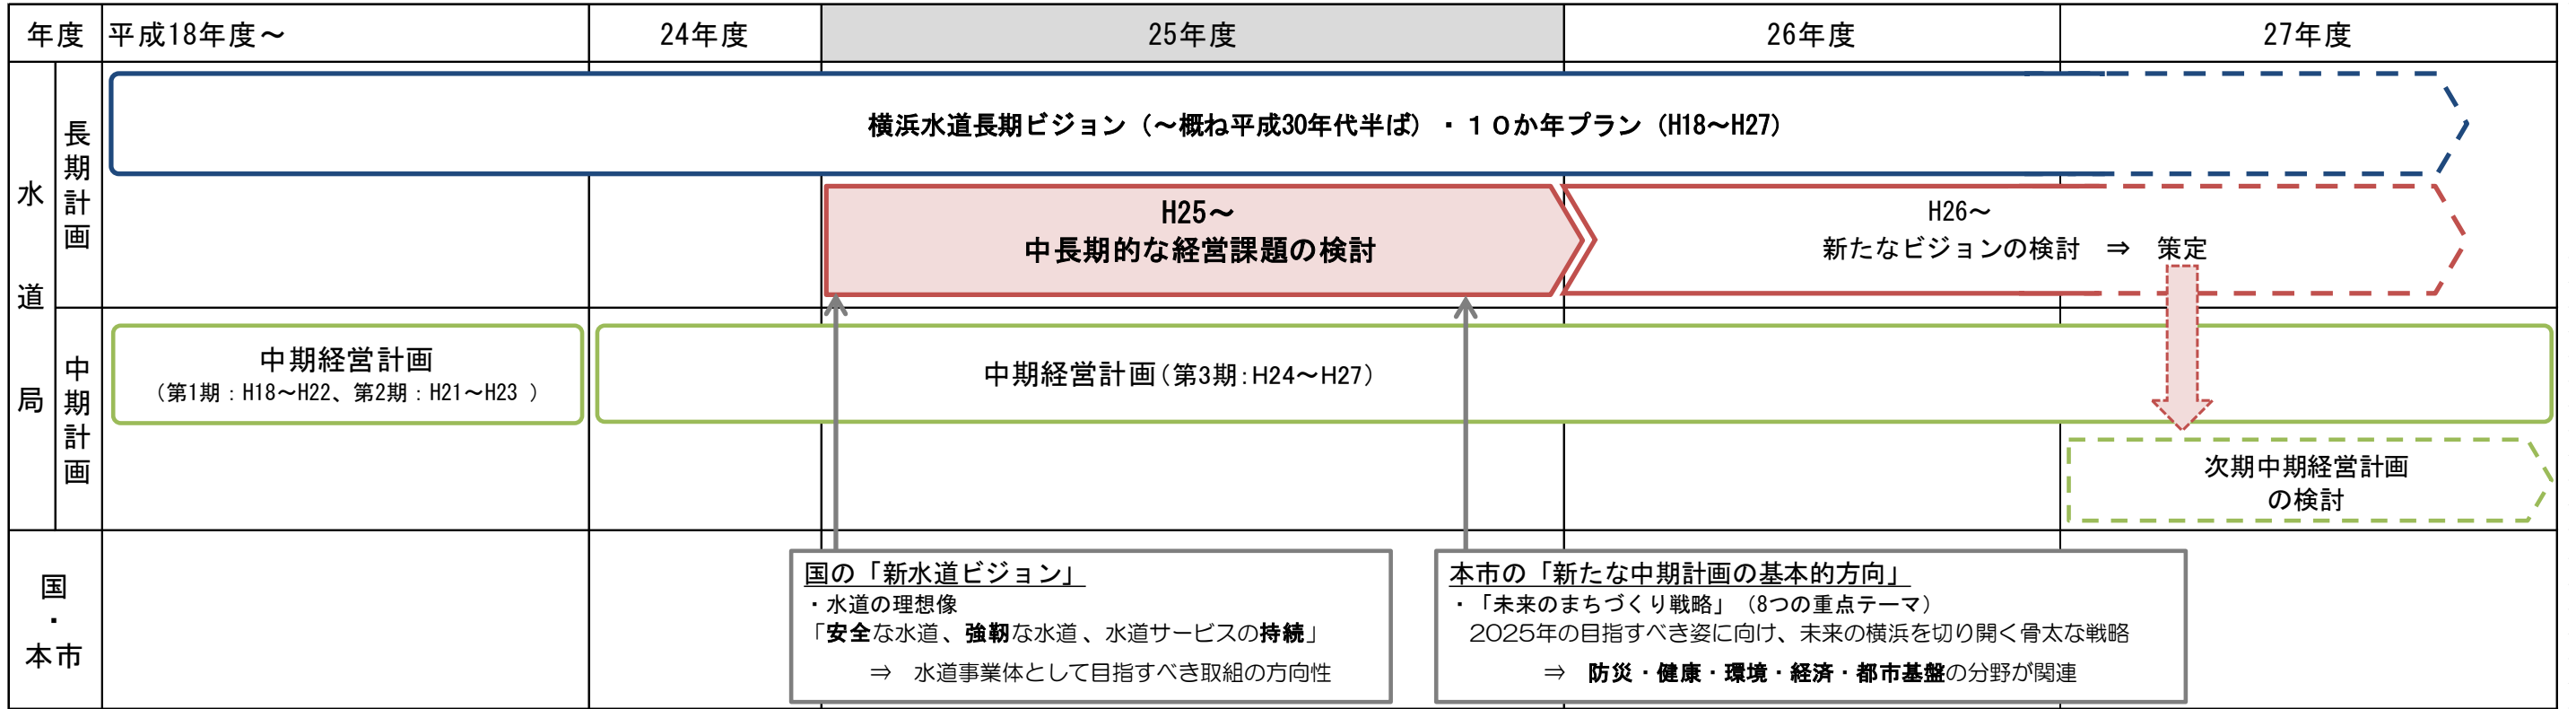 年度
平成18年度～
24年度
25年度
26年度
27年度
水道局
長期計画
横浜水道長期ビジョン（～概ね平成30年代半ば）・１０か年プラン（H18～H27）
H25～
中長期的な経営課題の検討
H26～
新たなビジョンの検討　⇒　策定
中期計画
中期経営計画
（第1期：H18～H22、第2期：H21～H23 ）
中期経営計画（第3期：H24～H27）
次期中期経営計画
の検討
国・本市
国の「新水道ビジョン」
・水道の理想像
「安全な水道、強靭な水道、水道サービスの持続」
⇒　水道事業体として目指すべき取組の方向性
本市の「新たな中期計画の基本的方向」
・「未来のまちづくり戦略」（8つの重点テーマ）
2025年の目指すべき姿に向け、未来の横浜を切り開く骨太な戦略
⇒　防災・健康・環境・経済・都市基盤の分野が関連